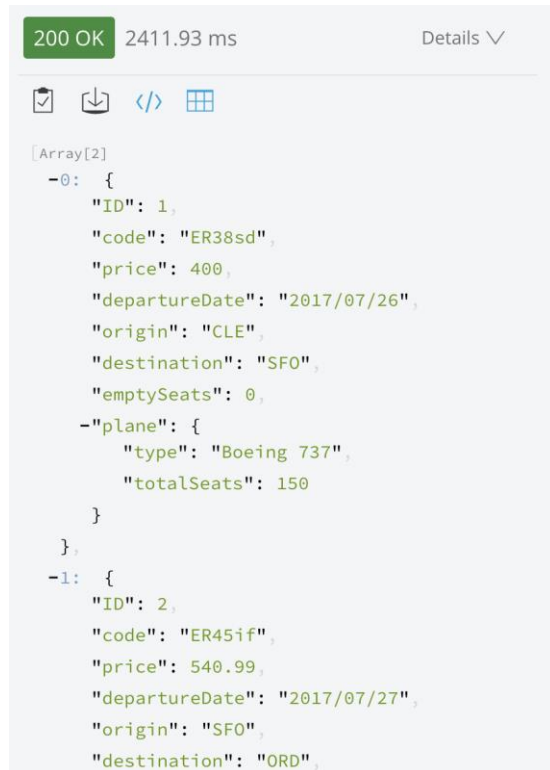 200 OK 2411.93 ms Details
[Array[2]
-0: {
"ID": 1,
"code": "ER38sd",
"price": 400,
"departureDate": "2017/07/26",
"origin": "CLE",
"destination": "SFO",
"emptySeats": 0,
-"plane": {
"type": "Boeing 737",
"totalSeats": 150
}
},
-1: {
"ID": 2,
"code": "ER45if",
"price": 540.99,
"departureDate": "2017/07/27",
"origin": "SFO",
"destination": "ORD",